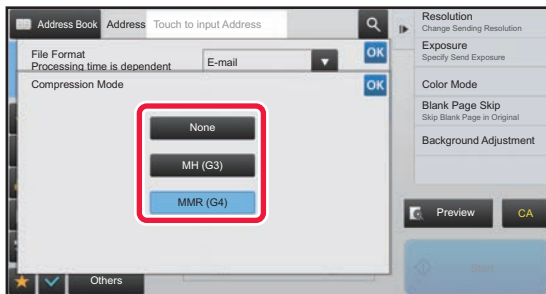 Address Book
Address
Touch to input Address
File Format
Processing time is dependent
E-mail
OK
Compression Mode
OK
None
MH (G3)
MMR (G4)
Others
Resolution
Change Sending Resolution
Exposure
Specify Send Exposure
Color Mode
Blank Page Skip
Skip Blank Page in Original
Background Adjustment
Preview
CA
Start